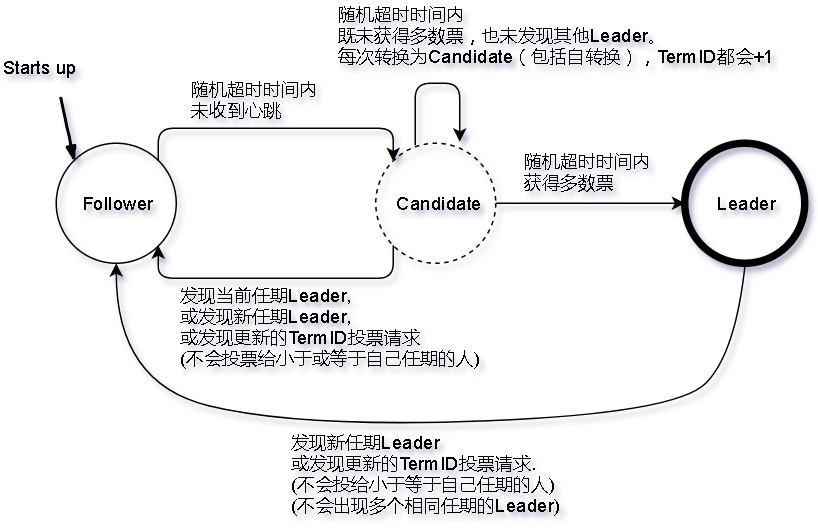 随机超时时间内
既未获得多数票，也未发现其他Leader。
每次转换为Candidate（包括自转换），TermID都会+1
Starts up
随机超时时间内
未收到心跳
随机超时时间内
获得多数票
Follower
Candidate
Leader
发现当前任期Leader,
或发现新任期Leader,
或发现更新的TermID投票请求
(不会投票给小于或等于自己任期的人)
发现新任期Leader
或发现更新的TermID投票请求.
(不会投给小于等于自己任期的人)
(不会出现多个相同任期的Leader)